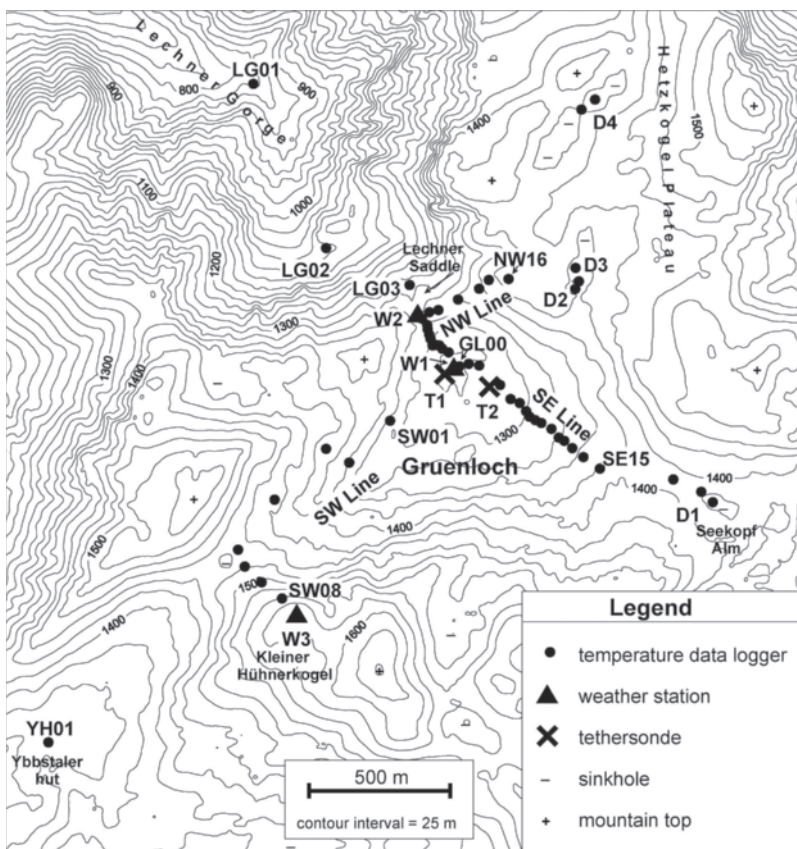 Lechner Gorge
LG01
900
800
900
900
1400
D4
1500
Hetzkogel Plateau
1100
1000
LG02
Lechner
Saddle
NW16
1200
LG03
D3
D2
1300
W2
NW Line
GL00
W1
1300
1400
T1
T2
SE Line
SW01
1300
Gruenloch
SE15
SW Line
1400
1400
D1
Seekopf
Alm
1500
1400
1500
SW08
1400
W3
1600
Kleiner
Hühnerkogel
YH01
Ybbstaler
hut
500 m
contour interval = 25 m
Legend
temperature data logger
weather station
tethersonde
sinkhole
mountain top